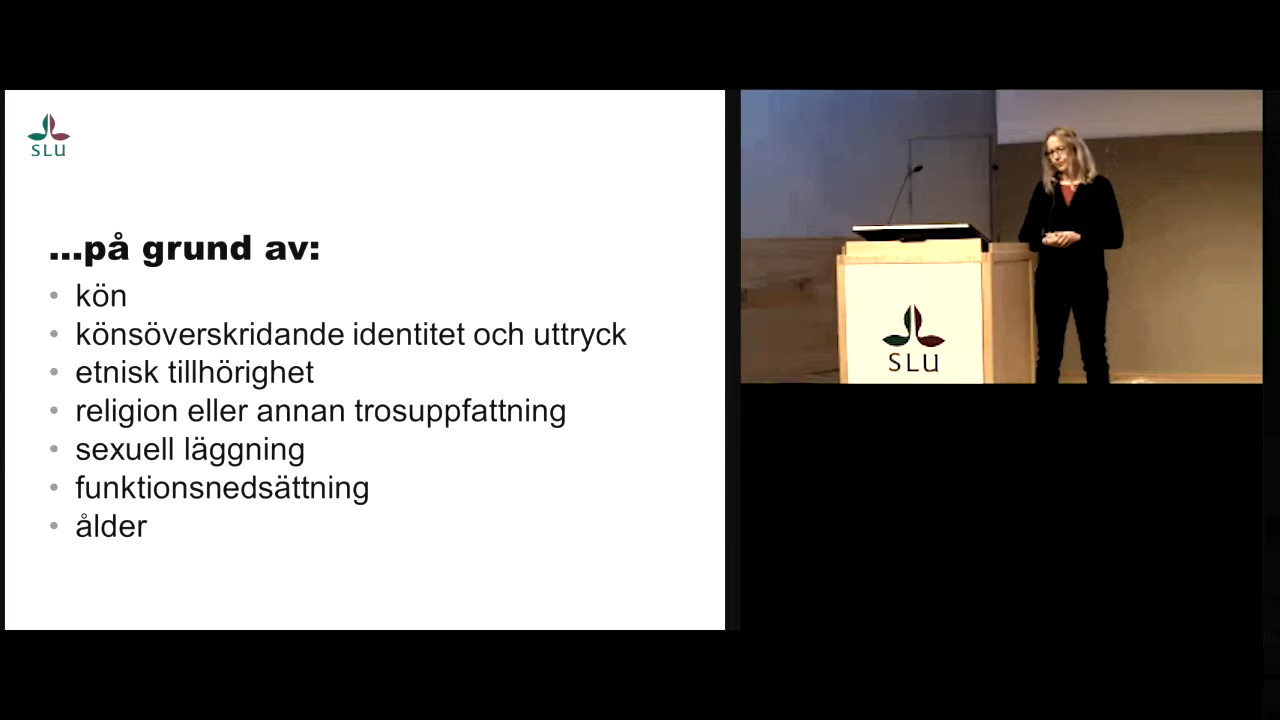 SLU
...på grund av:
• kön
• könsöverskridande identitet och uttryck
• etnisk tillhörighet
• religion eller annan trosuppfattning
• sexuell läggning
• funktionsnedsättning
• ålder
SLU